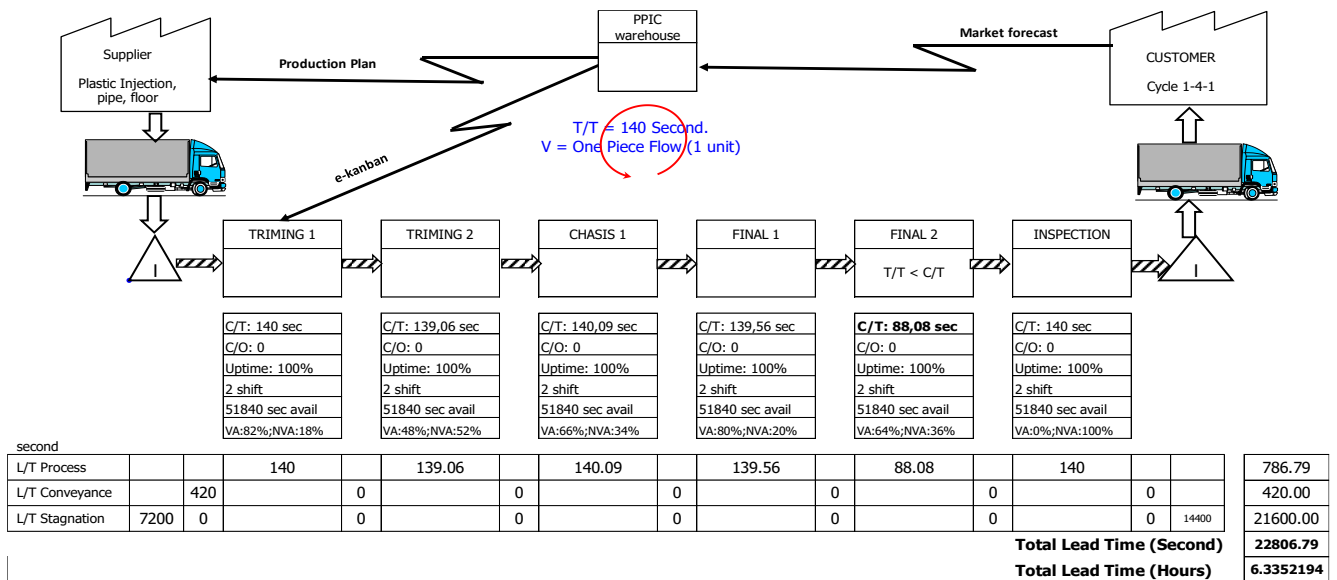 PPIC
warehouse
Market forecast
Supplier
Plastic Injection,
pipe, floor
Production Plan
CUSTOMER
Cycle 1-4-1
T/T = 140 Second.
V = One Piece Flow (1 unit)
e-kanban
I
TRIMING 1
TRIMING 2
CHASIS 1
FINAL 1
FINAL 2
T/T < C/T
INSPECTION
I
C/T: 140 sec
C/O: 0
Uptime: 100%
2 shift
51840 sec avail
VA:82%;NVA:18%
C/T: 139,06 sec
C/O: 0
Uptime: 100%
2 shift
51840 sec avail
VA:48%;NVA:52%
C/T: 140,09 sec
C/O: 0
Uptime: 100%
2 shift
51840 sec avail
VA:66%;NVA:34%
C/T: 139,56 sec
C/O: 0
Uptime: 100%
2 shift
51840 sec avail
VA:80%;NVA:20%
C/T: 88,08 sec
C/O: 0
Uptime: 100%
2 shift
51840 sec avail
VA:64%;NVA:36%
C/T: 140 sec
C/O: 0
Uptime: 100%
2 shift
51840 sec avail
VA:0%;NVA:100%
second
L/T Process 140 139.06 140.09 139.56 88.08 140 786.79
L/T Conveyance 420 0 0 0 0 0 0 420.00
L/T Stagnation 7200 0 0 0 0 0 0 0 14400 21600.00
Total Lead Time (Second) 22806.79
Total Lead Time (Hours) 6.3352194